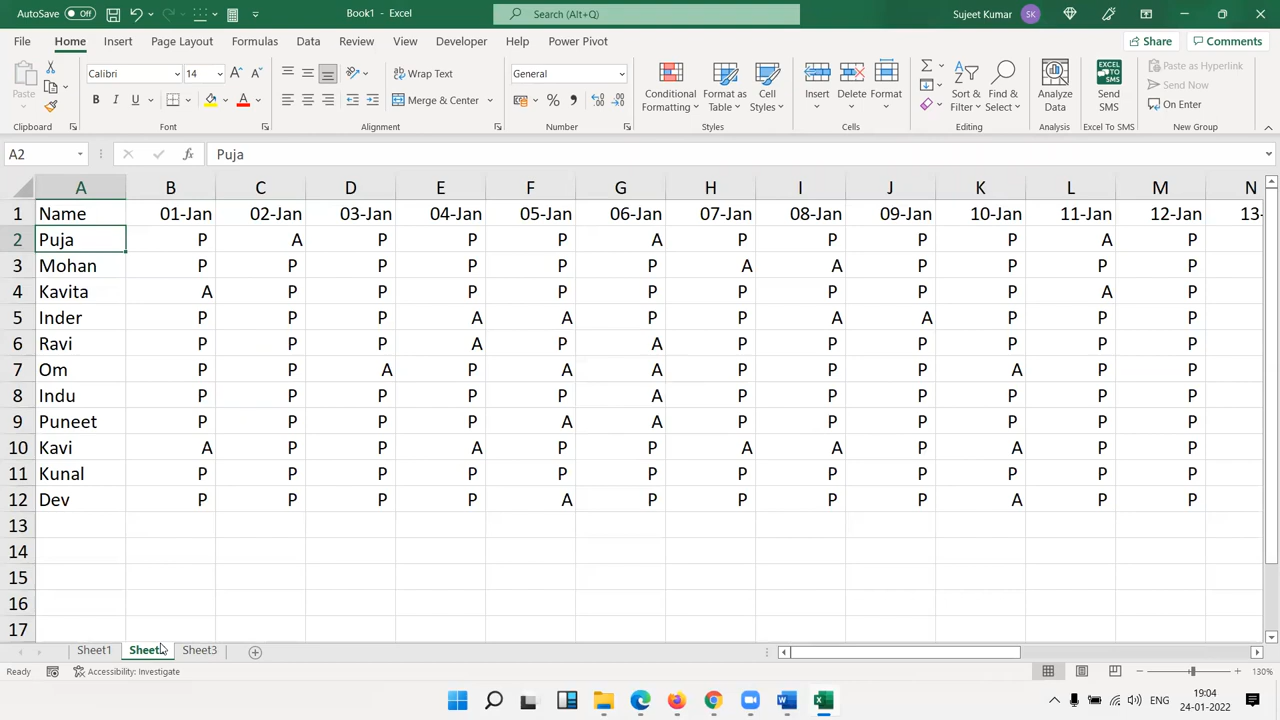 AutoSave Off Book1 - Excel Search (Alt+Q) Sujeet Kumar SK
File Home Insert Page Layout Formulas Data Review View Developer Help Power Pivot Share Comments
Paste Calibri 14 Wrap Text General Conditional Formatting Format as Table Cell Styles Insert Delete Format Sort & Filter Find & Select Analyze Data Send SMS Paste as Hyperlink
Send Now
B I U Merge & Center On Enter
Clipboard Font Alignment Number Styles Cells Editing Analysis Excel To SMS New Group
A2 fx Puja
A B C D E F G H I J K L M N
1 Name 01-Jan 02-Jan 03-Jan 04-Jan 05-Jan 06-Jan 07-Jan 08-Jan 09-Jan 10-Jan 11-Jan 12-Jan 13-
2 Puja P A P P P A P P P P A P
3 Mohan P P P P P P A A P P P P
4 Kavita A P P P P P P P P P A P
5 Inder P P P A A P P A A P P P
6 Ravi P P P A P A P P P P P P
7 Om P P A P A A P P P A P P
8 Indu P P P P P A P P P P P P
9 Puneet P P P P A A P P P P P P
10 Kavi A P P A P P A A P A P P
11 Kunal P P P P P P P P P P P P
12 Dev P P P P A P P P P A P P
13
14
15
16
17
Sheet1 Sheet Sheet3
Ready Accessibility: Investigate 130%
ENG 19:04
24-01-2022